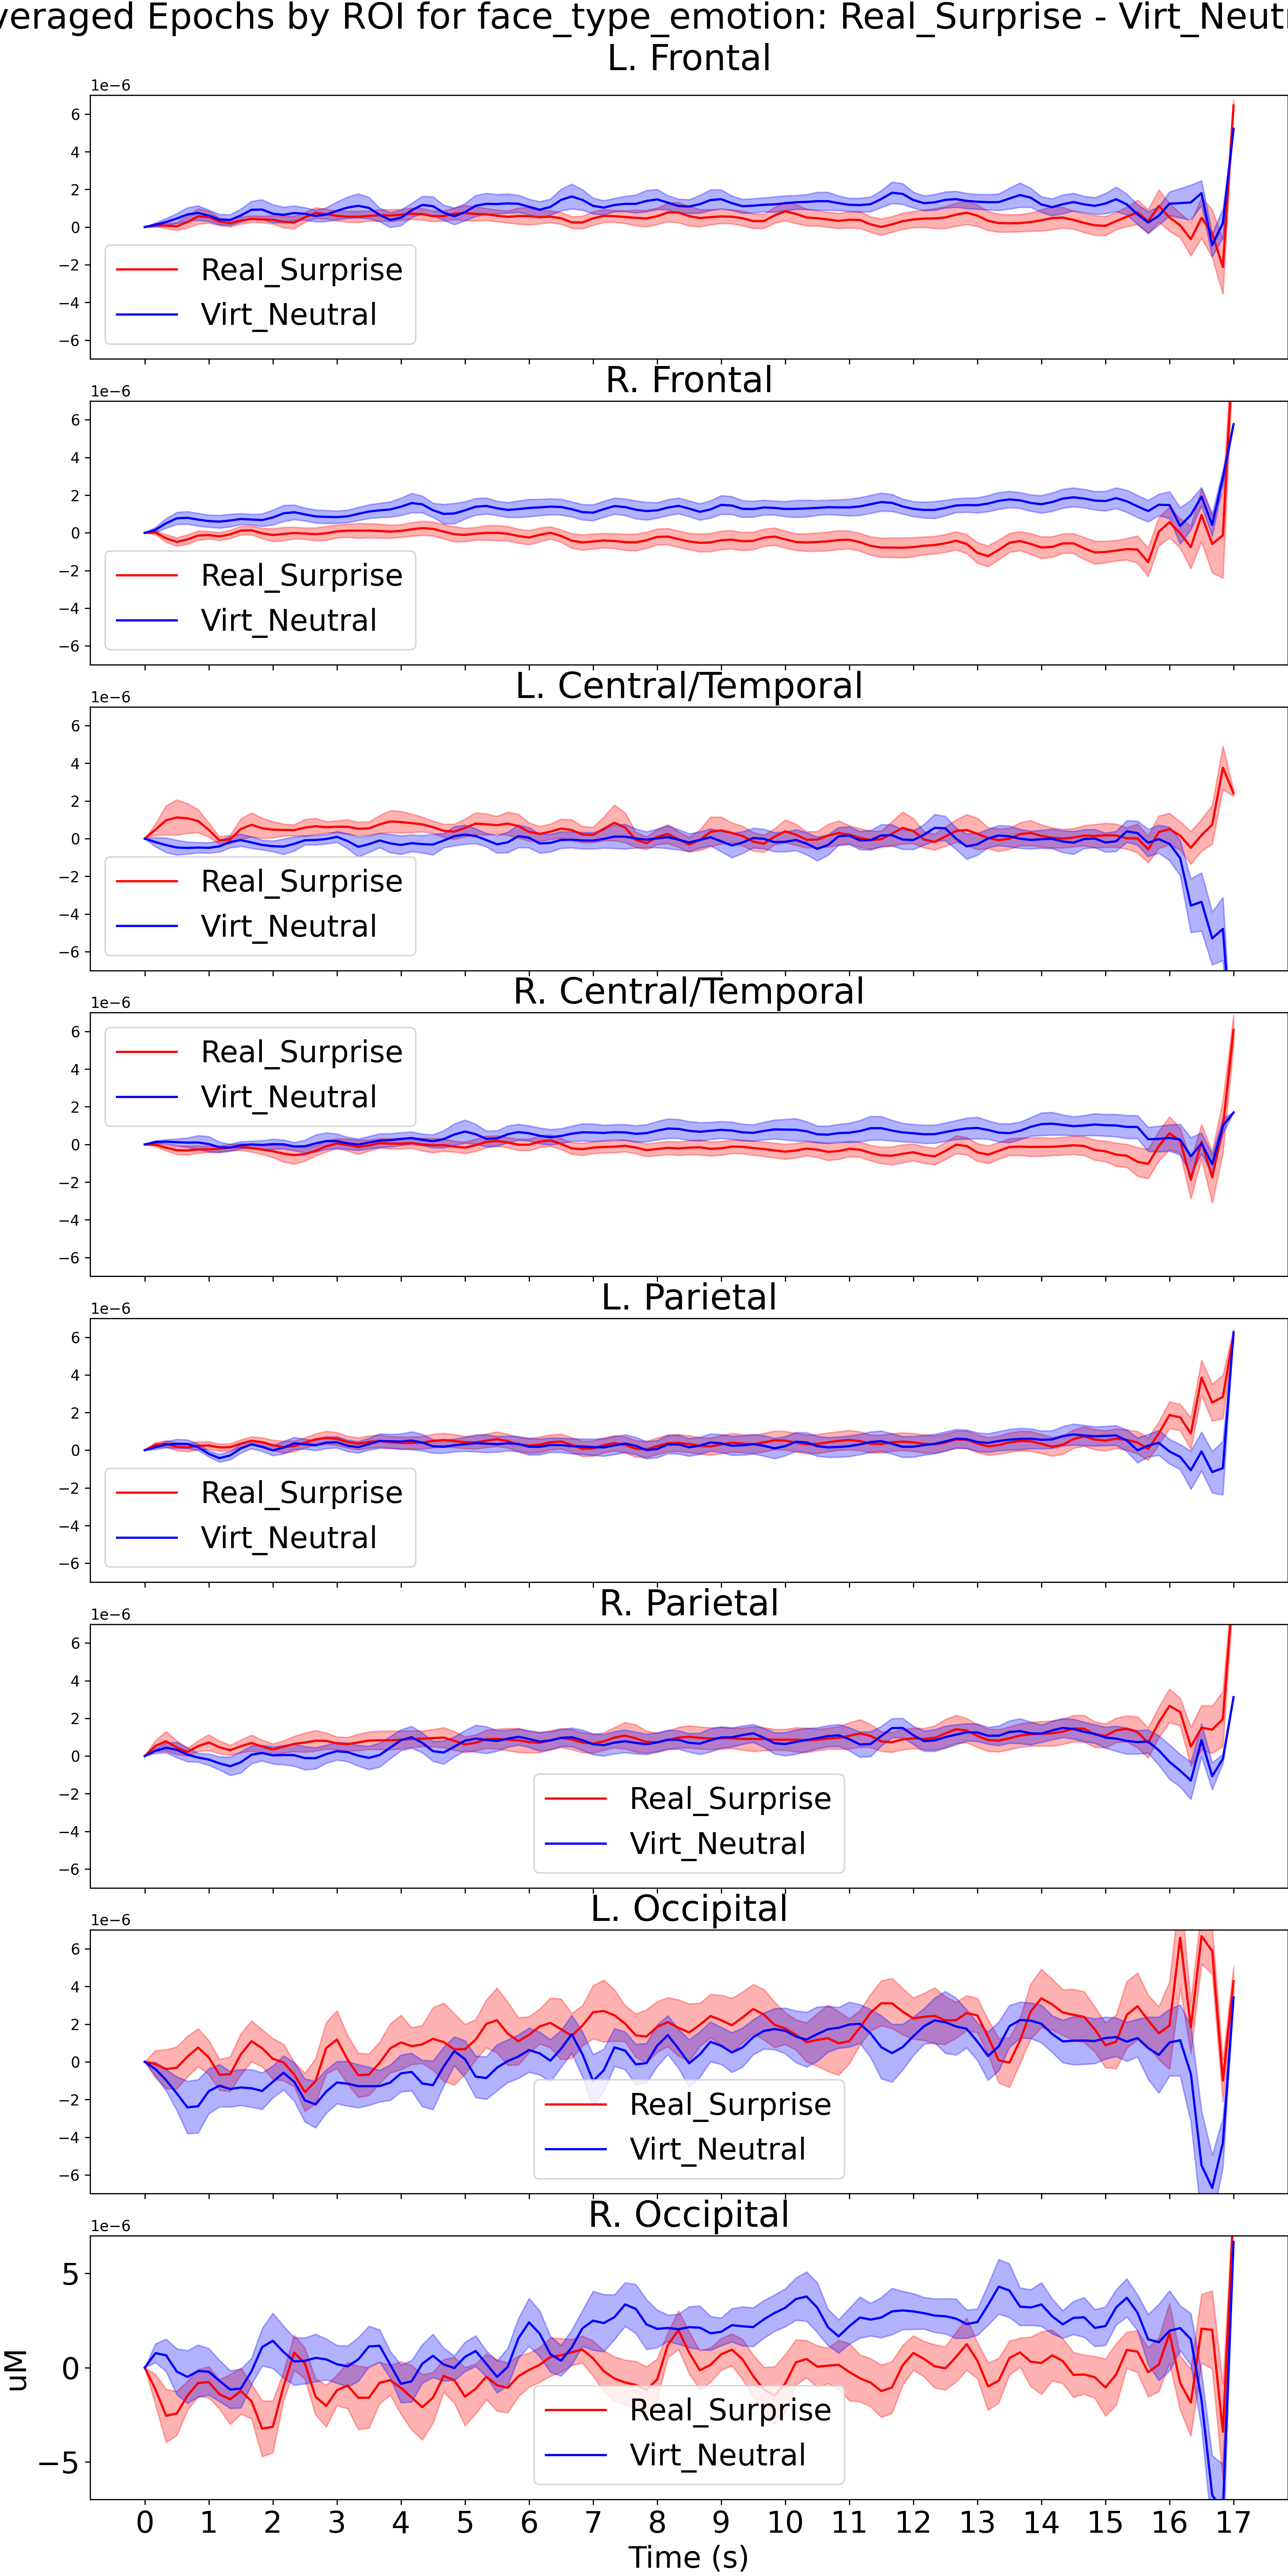 veraged Epochs by ROI for face_type_emotion: Real_Surprise - Virt_Neut
L. Frontal
1e−6
6
4
2
0
−2
−4
−6
Real_Surprise
Virt_Neutral
R. Frontal
1e−6
6
4
2
0
−2
−4
−6
Real_Surprise
Virt_Neutral
L. Central/Temporal
1e−6
6
4
2
0
−2
−4
−6
Real_Surprise
Virt_Neutral
R. Central/Temporal
1e−6
6
4
2
0
−2
−4
−6
Real_Surprise
Virt_Neutral
L. Parietal
1e−6
6
4
2
0
−2
−4
−6
Real_Surprise
Virt_Neutral
R. Parietal
1e−6
6
4
2
0
−2
−4
−6
Real_Surprise
Virt_Neutral
L. Occipital
1e−6
6
4
2
0
−2
−4
−6
Real_Surprise
Virt_Neutral
R. Occipital
1e−6
5
0
−5
uM
Real_Surprise
Virt_Neutral
0 1 2 3 4 5 6 7 8 9 10 11 12 13 14 15 16 17
Time (s)